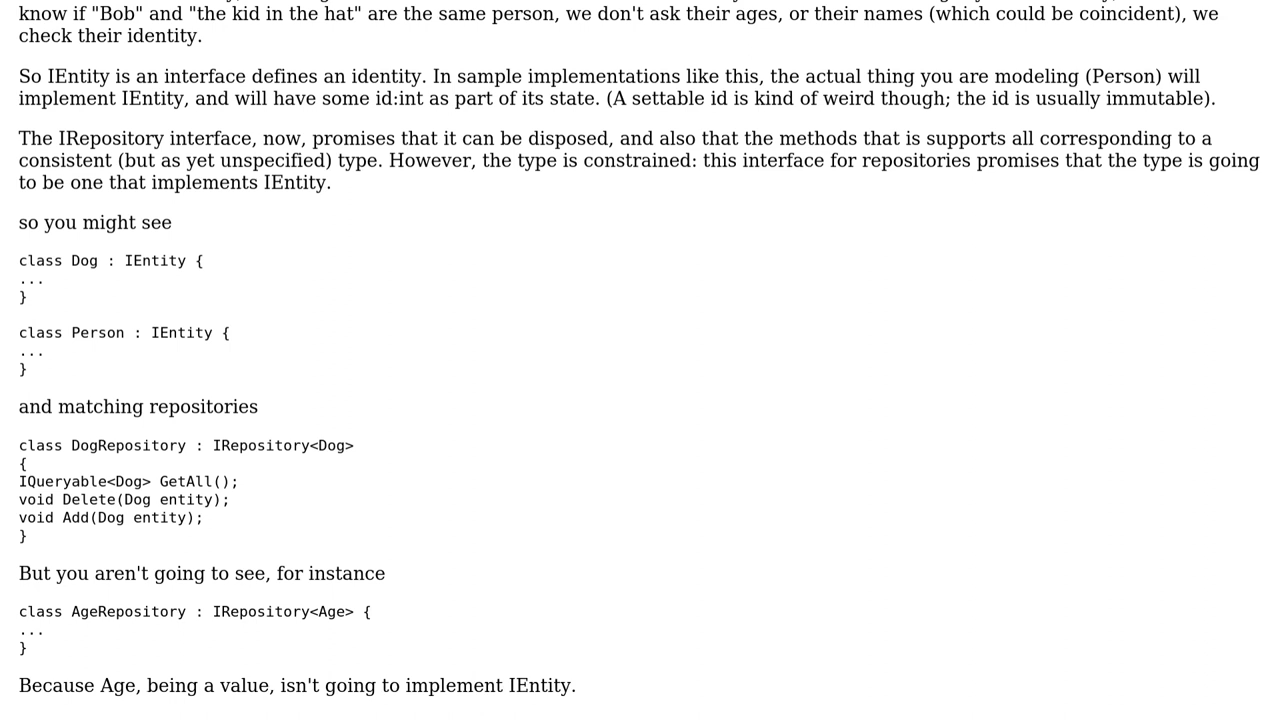 know if "Bob" and "the kid in the hat" are the same person, we don't ask their ages, or their names (which could be coincident), we
check their identity.
So IEntity is an interface defines an identity. In sample implementations like this, the actual thing you are modeling (Person) will
implement IEntity, and will have some id:int as part of its state. (A settable id is kind of weird though; the id is usually immutable).
The IRepository interface, now, promises that it can be disposed, and also that the methods that is supports all corresponding to a
consistent (but as yet unspecified) type. However, the type is constrained: this interface for repositories promises that the type is going
to be one that implements IEntity.
so you might see
class Dog : IEntity {
...
}
class Person : IEntity {
...
}
and matching repositories
class DogRepository : IRepository<Dog>
{
IQueryable<Dog> GetAll();
void Delete(Dog entity);
void Add(Dog entity);
}
But you aren't going to see, for instance
class AgeRepository : IRepository<Age> {
...
}
Because Age, being a value, isn't going to implement IEntity.